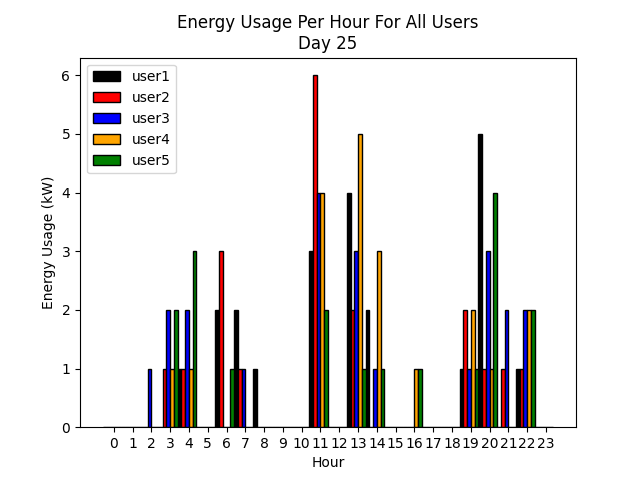 Energy Usage Per Hour For All Users
Day 25
user1
user2
user3
user4
user5
Energy Usage (kW)
6
5
4
3
2
1
0
0 1 2 3 4 5 6 7 8 9 10 11 12 13 14 15 16 17 18 19 20 21 22 23
Hour